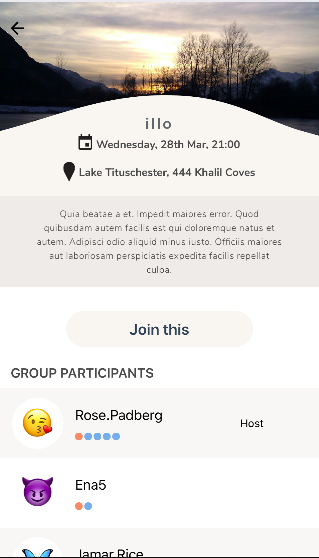 illo
Wednesday, 28th Mar, 21:00
Lake Tituschester, 444 Khalil Coves
Quia beatae a et. Impedit maiores error. Quod
quibusdam autem facilis est qui doloremque natus et
autem. Adipisci odio aliquid minus iusto. Officiis maiores
aut laboriosam perspiciatis expedita facilis repellat
culpa.
Join this
GROUP PARTICIPANTS
Rose.Padberg
Host
Ena5
Jamar.Rice